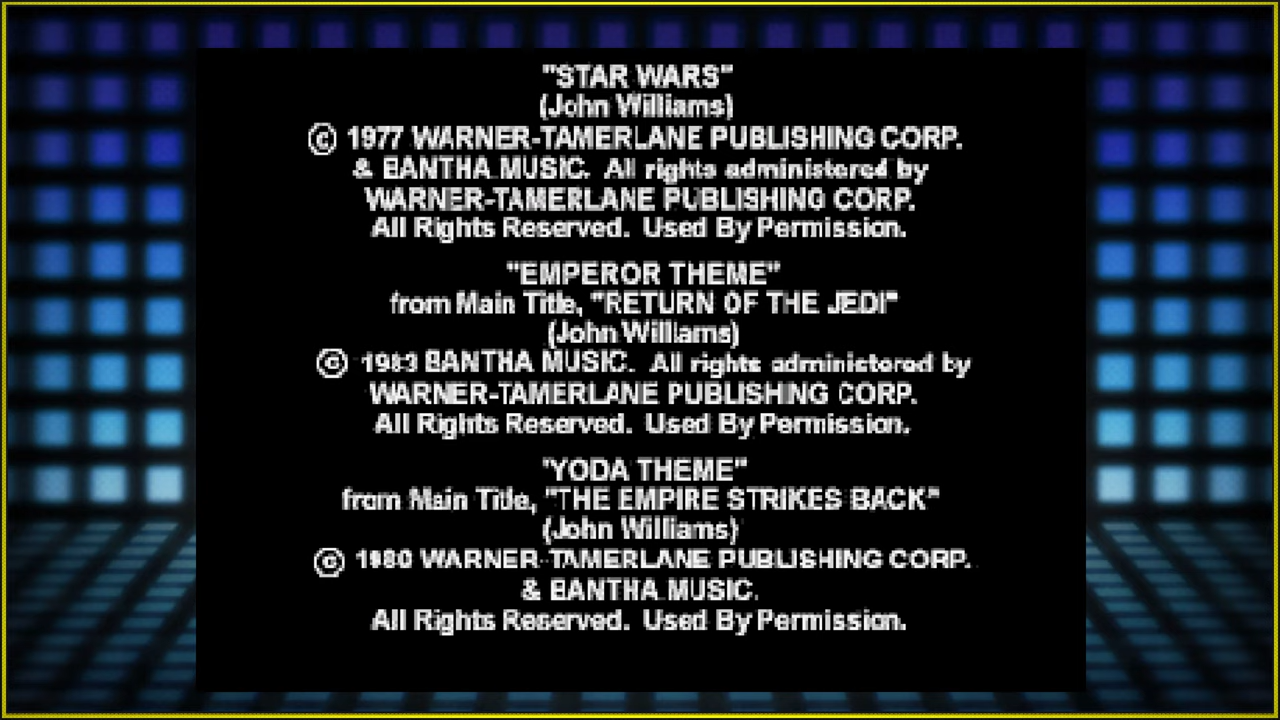 "STAR WARS"
(John Williams)
© 1977 WARNER-TAMERLANE PUBLISHING CORP.
& BANTHA MUSIC.  All rights administered by
WARNER-TAMERLANE PUBLISHING CORP.
All Rights Reserved.  Used By Permission.
"EMPEROR THEME"
from Main Title, "RETURN OF THE JEDI"
(John Williams)
© 1983 BANTHA MUSIC.  All rights administered by
WARNER-TAMERLANE PUBLISHING CORP.
All Rights Reserved.  Used By Permission.
"YODA THEME"
from Main Title, "THE EMPIRE STRIKES BACK"
(John Williams)
© 1980 WARNER-TAMERLANE PUBLISHING CORP.
& BANTHA MUSIC.
All Rights Reserved.  Used By Permission.